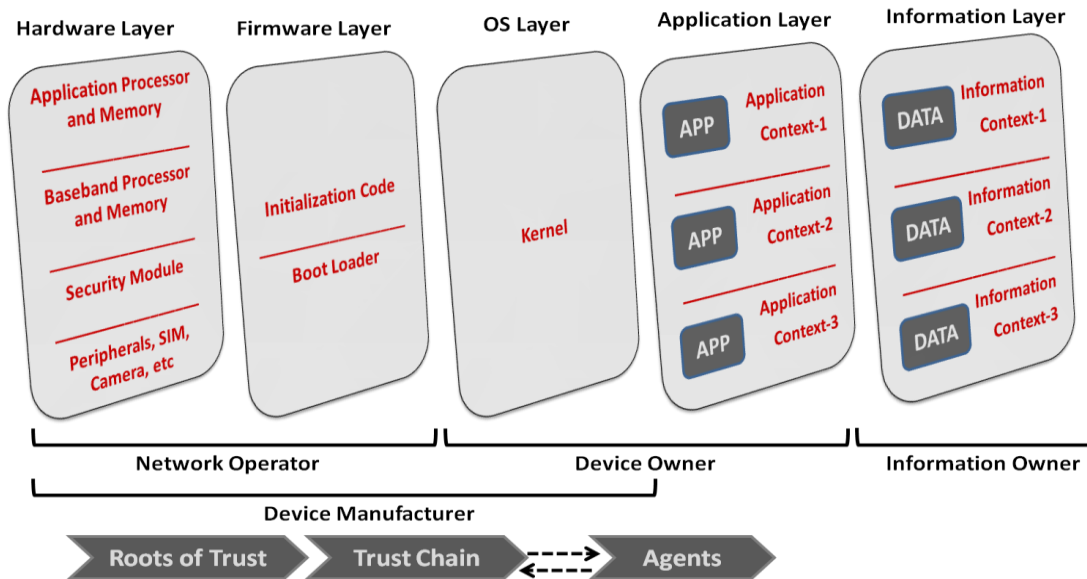 Hardware Layer
Firmware Layer
OS Layer
Application Layer
Information Layer
Application Processor
and Memory
Baseband Processor
and Memory
Security Module
Peripherals, SIM,
Camera, etc
Initialization Code
Boot Loader
Kernel
APP
Application
Context-1
APP
Application
Context-2
APP
Application
Context-3
DATA
Information
Context-1
DATA
Information
Context-2
DATA
Information
Context-3
Network Operator
Device Owner
Information Owner
Device Manufacturer
Roots of Trust
Trust Chain
Agents